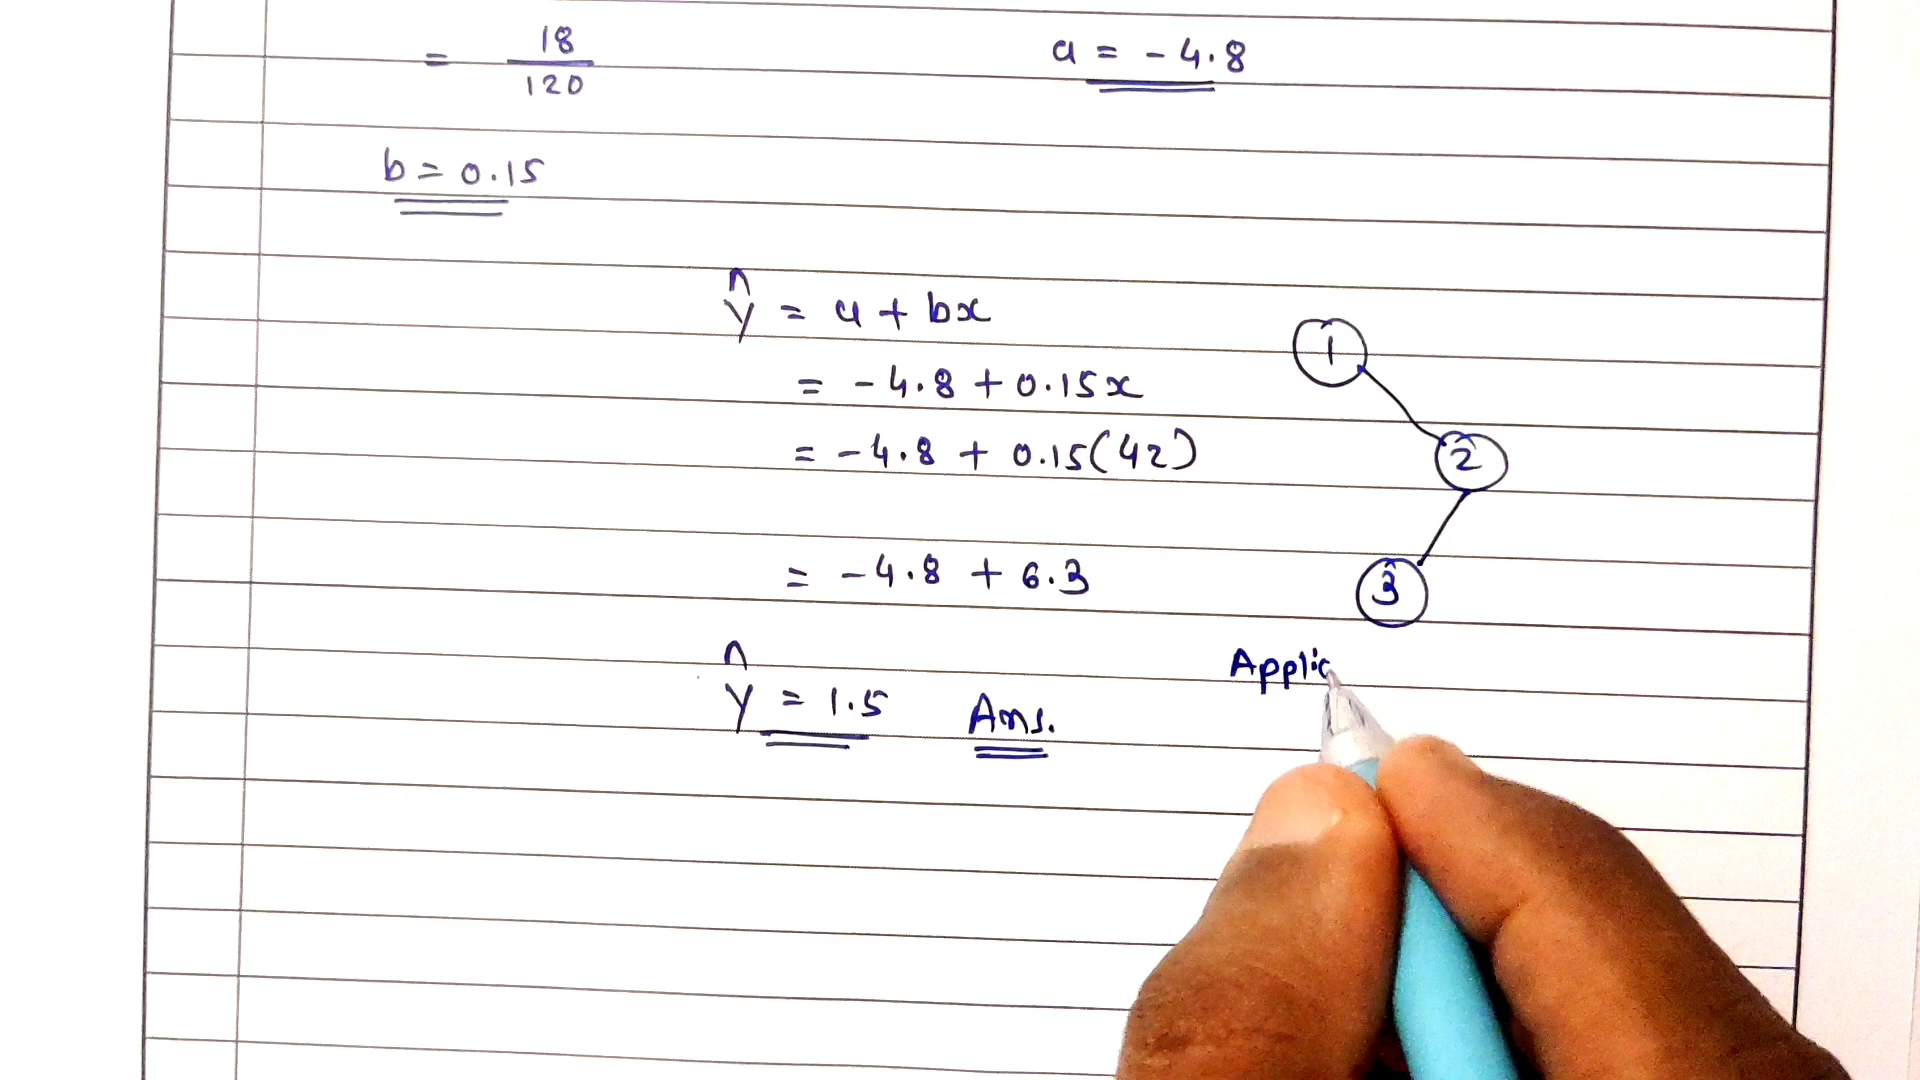 = 18/120
a = -4.8
b = 0.15
ŷ = a + bx
= -4.8 + 0.15x
= -4.8 + 0.15(42)
= -4.8 + 6.3
ŷ = 1.5 Ans.
1
2
3
Applic